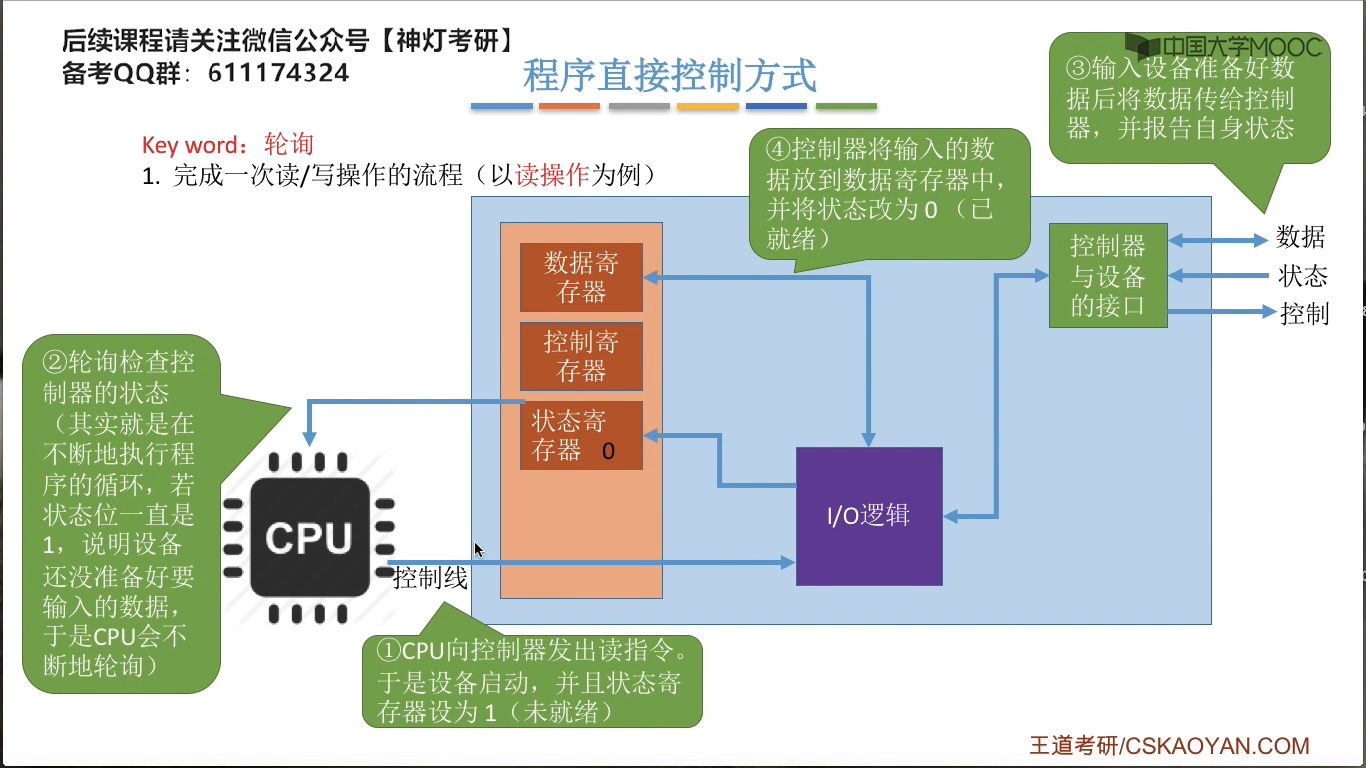 后续课程请关注微信公众号【神灯考研】
备考QQ群：611174324
程序直接控制方式
中国大学MOOC
③输入设备准备好数
据后将数据传给控制
器，并报告自身状态
Key word：轮询
1. 完成一次读/写操作的流程（以读操作为例）
④控制器将输入的数
据放到数据寄存器中，
并将状态改为 0 （已
就绪）
数据寄
存器
控制寄
存器
状态寄
存器 0
控制器
与设备
的接口
数据
状态
控制
②轮询检查控
制器的状态
（其实就是在
不断地执行程
序的循环，若
状态位一直是
1，说明设备
还没准备好要
输入的数据，
于是CPU会不
断地轮询）
CPU
I/O逻辑
控制线
①CPU向控制器发出读指令。
于是设备启动，并且状态寄
存器设为 1（未就绪）
王道考研/CSKAOYAN.COM